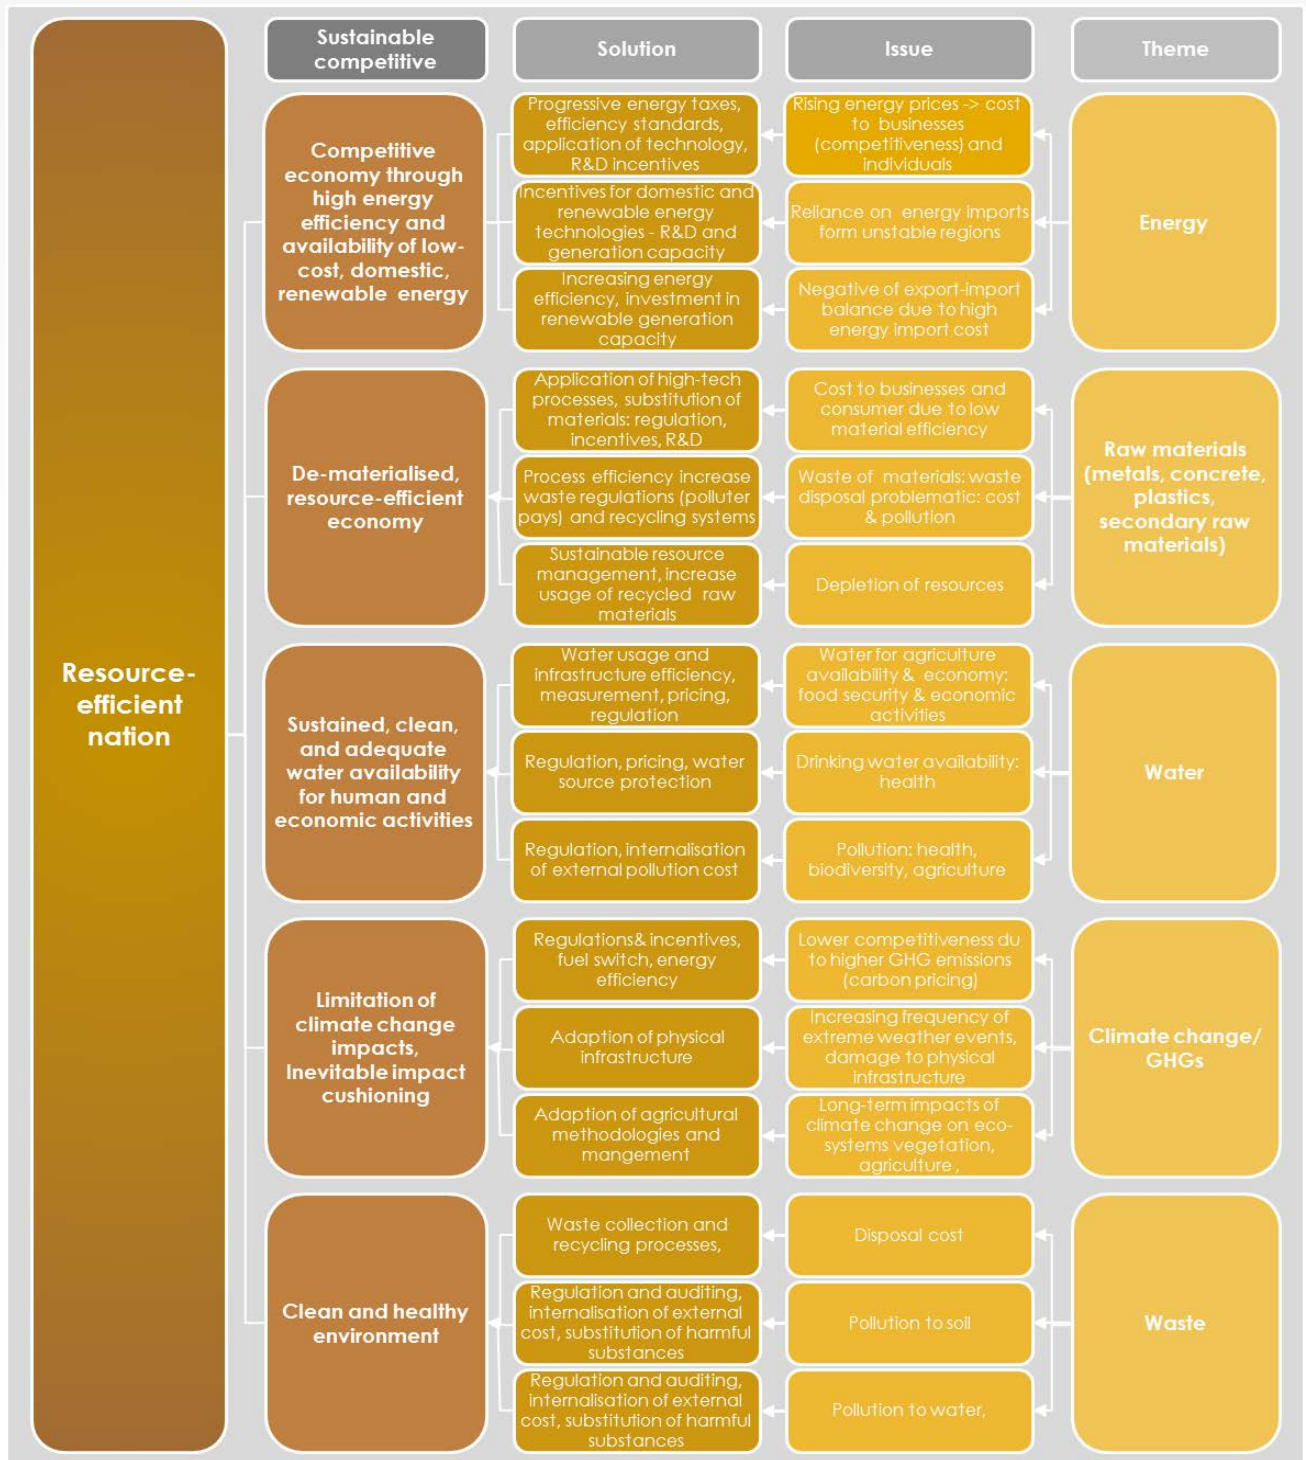 Sustainable
competitive
Solution
Issue
Theme
Resource-
efficient
nation
Competitive
economy through
high energy
efficiency and
availability of low-
cost, domestic,
renewable energy
Progressive energy taxes,
efficiency standards,
application of technology,
R&D incentives
Rising energy prices -> cost
to businesses
(competitiveness) and
individuals
Incentives for domestic and
renewable energy
technologies - R&D and
generation capacity
Reliance on energy imports
form unstable regions
Increasing energy
efficiency, investment in
renewable generation
capacity
Negative of export-import
balance due to high
energy import cost
Energy
De-materialised,
resource-efficient
economy
Application of high-tech
processes, substitution of
materials: regulation,
incentives, R&D
Cost to businesses and
consumer due to low
material efficiency
Process efficiency increase
waste regulations (polluter
pays) and recycling systems
Waste of materials: waste
disposal problematic: cost
& pollution
Sustainable resource
management, increase
usage of recycled raw
materials
Depletion of resources
Raw materials
(metals, concrete,
plastics,
secondary raw
materials)
Sustained, clean,
and adequate
water availability
for human and
economic activities
Water usage and
infrastructure efficiency,
measurement, pricing,
regulation
Water for agriculture
availability & economy:
food security & economic
activities
Regulation, pricing, water
source protection
Drinking water availability:
health
Regulation, internalisation
of external pollution cost
Pollution: health,
biodiversity, agriculture
Water
Limitation of
climate change
impacts,
Inevitable impact
cushioning
Regulations& incentives,
fuel switch, energy
efficiency
Lower competitiveness du
to higher GHG emissions
(carbon pricing)
Adaption of physical
infrastructure
Increasing frequency of
extreme weather events,
damage to physical
infrastructure
Adaption of agricultural
methodologies and
mangement
Long-term impacts of
climate change on eco-
systems vegetation,
agriculture ,
Climate change/
GHGs
Clean and healthy
environment
Waste collection and
recycling processes,
Disposal cost
Regulation and auditing,
internalisation of external
cost, substitution of harmful
substances
Pollution to soil
Regulation and auditing,
internalisation of external
cost, substitution of harmful
substances
Pollution to water,
Waste